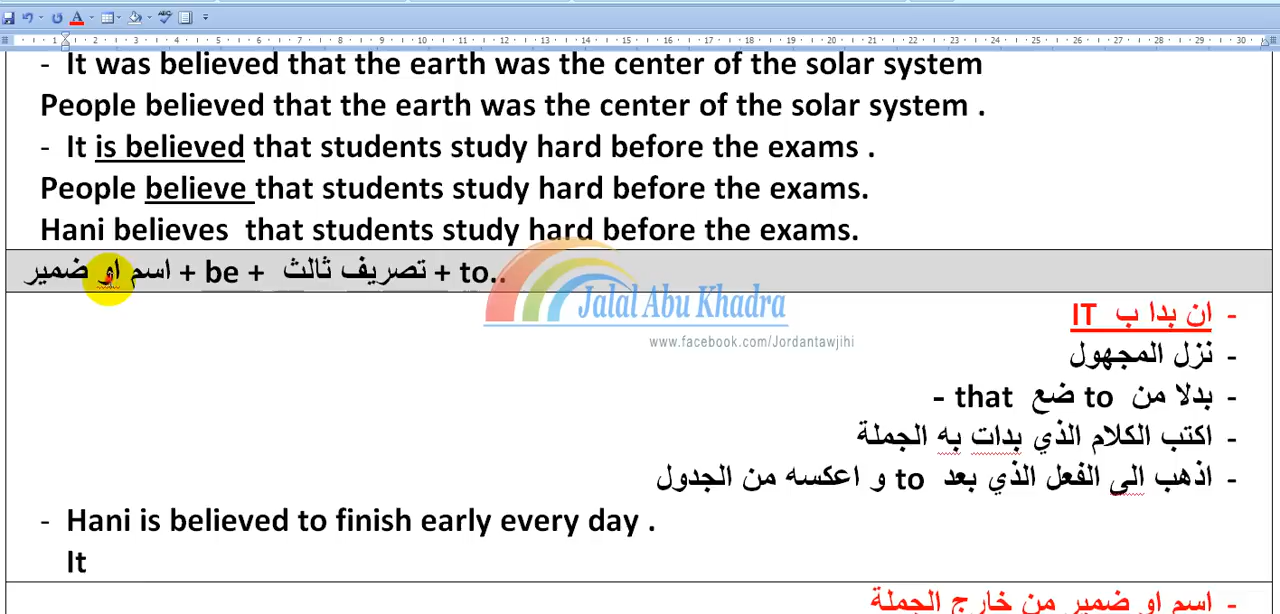 - It was believed that the earth was the center of the solar system
People believed that the earth was the center of the solar system .
- It is believed that students study hard before the exams .
People believe that students study hard before the exams.
Hani believes that students study hard before the exams.
اسم او ضمير + be + تصريف ثالث + to..
Jalal Abu Khadra
www.facebook.com/Jordantawjihi
- ان بدا ب IT
- نزل المجهول
- بدلا من to ضع that -
- اكتب الكلام الذي بدات به الجملة
- اذهب الى الفعل الذي بعد to و اعكسه من الجدول
- Hani is believed to finish early every day .
It
- اسم او ضمير من خارج الجملة